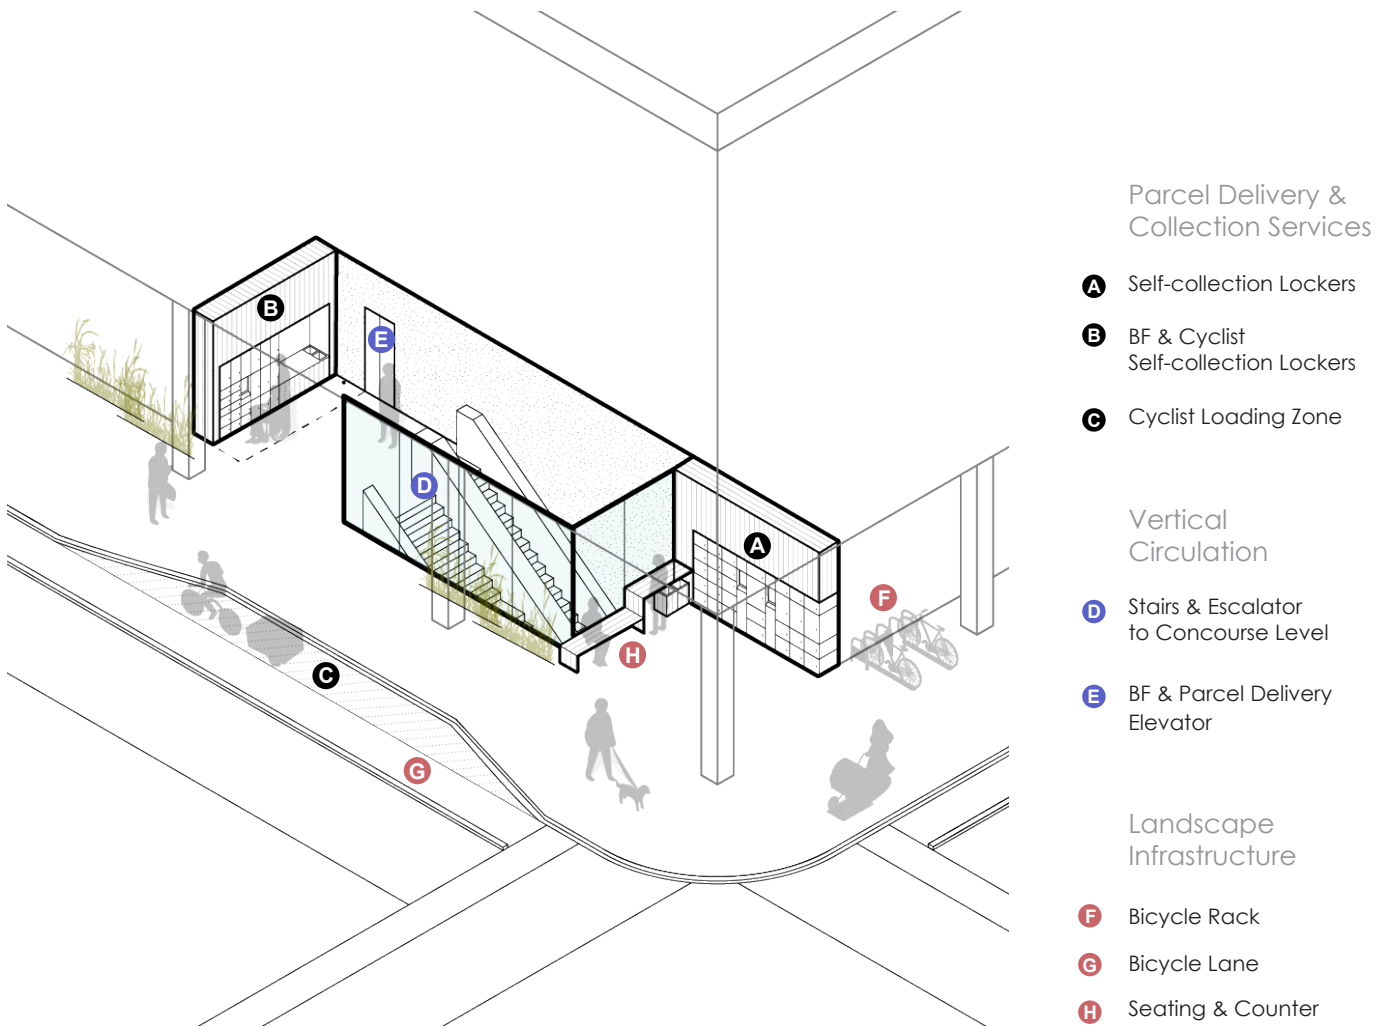 B
E
D
A
F
H
C
G
Parcel Delivery &
Collection Services
A Self-collection Lockers
B BF & Cyclist
Self-collection Lockers
C Cyclist Loading Zone
Vertical
Circulation
D Stairs & Escalator
to Concourse Level
E BF & Parcel Delivery
Elevator
Landscape
Infrastructure
F Bicycle Rack
G Bicycle Lane
H Seating & Counter